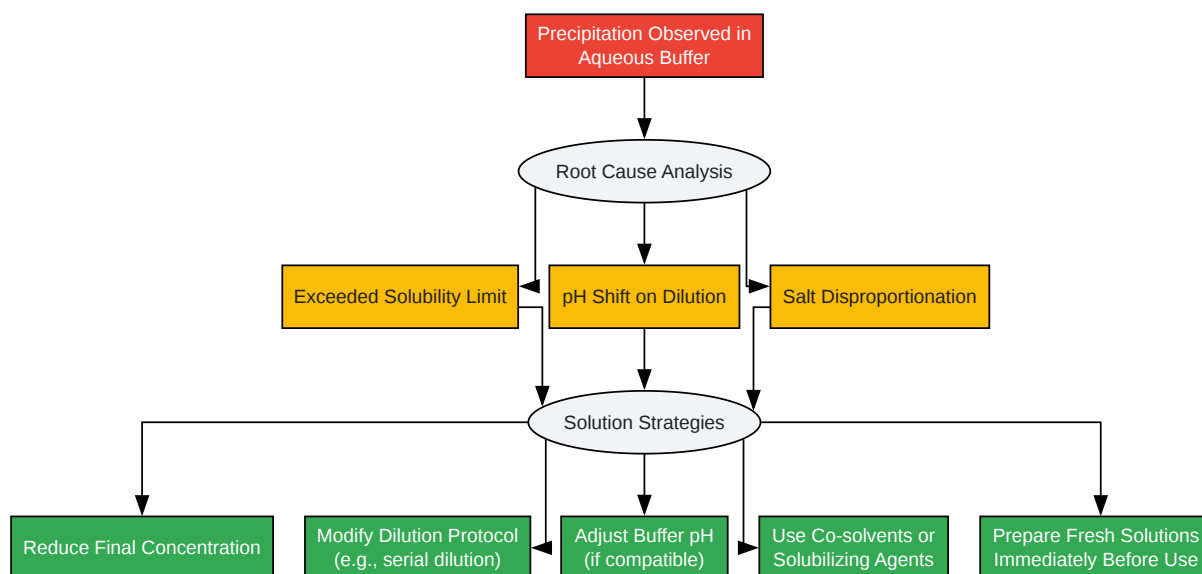 Precipitation Observed in
Aqueous Buffer
Root Cause Analysis
Exceeded Solubility Limit
pH Shift on Dilution
Salt Disproportionation
Solution Strategies
Reduce Final Concentration
Modify Dilution Protocol
(e.g., serial dilution)
Adjust Buffer pH
(if compatible)
Use Co-solvents or
Solubilizing Agents
Prepare Fresh Solutions
Immediately Before Use